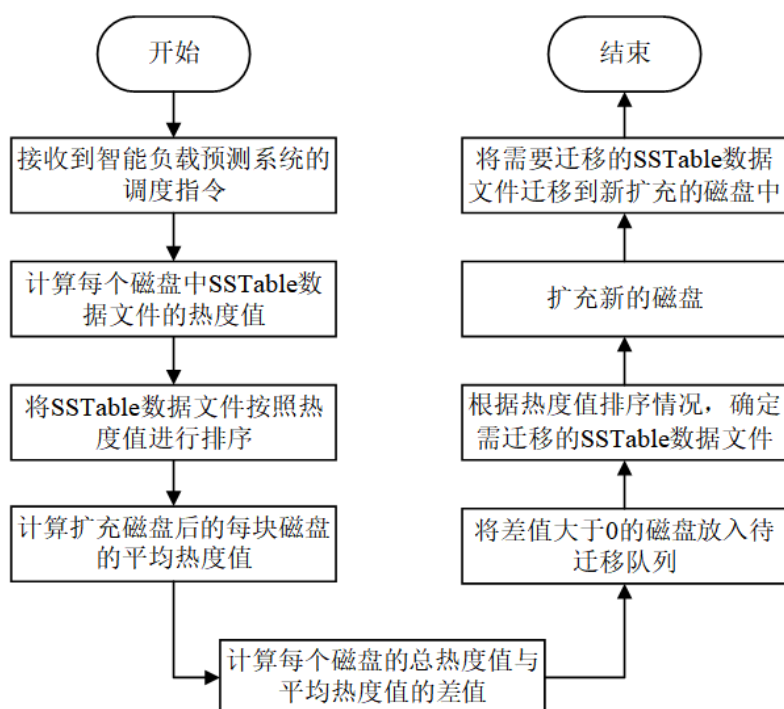 开始
接收到智能负载预测系统的
调度指令
计算每个磁盘中SSTable数
据文件的热度值
将SSTable数据文件按照热
度值进行排序
计算扩充磁盘后的每块磁盘
的平均热度值
计算每个磁盘的总热度值与
平均热度值的差值
将差值大于0的磁盘放入待
迁移队列
根据热度值排序情况，确定
需迁移的SSTable数据文件
扩充新的磁盘
将需要迁移的SSTable数据
文件迁移到新扩充的磁盘中
结束